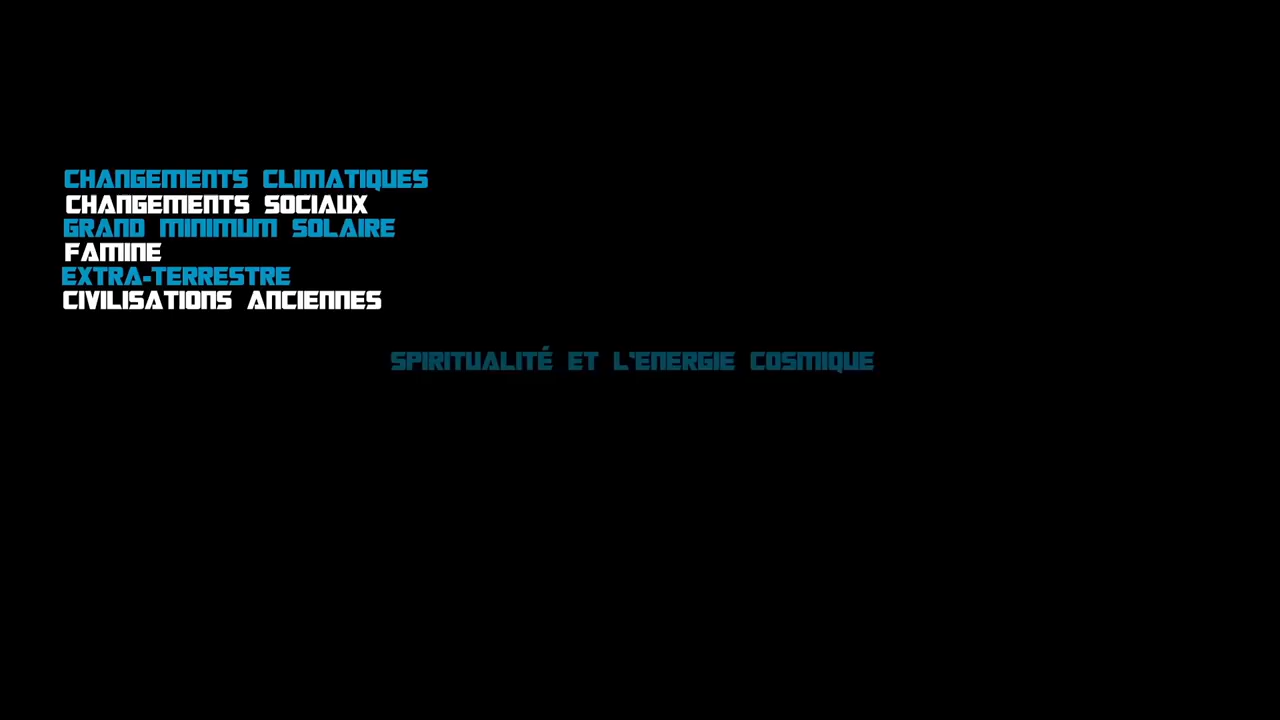 CHANGEMENTS CLIMATIQUES
CHANGEMENTS SOCIAUX
GRAND MINIMUM SOLAIRE
FAMINE
EXTRA-TERRESTRE
CIVILISATIONS ANCIENNES
SPIRITUALITÉ ET L'ENERGIE COSMIQUE